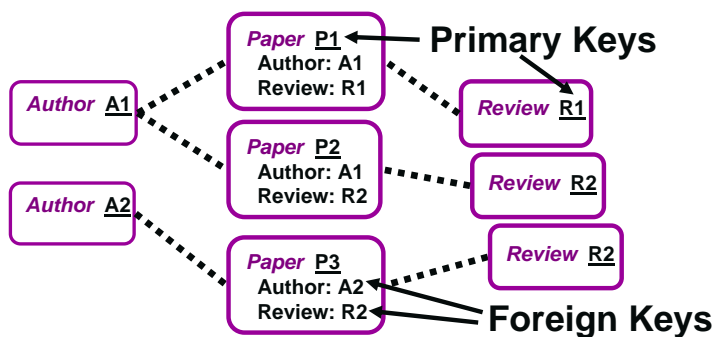 Paper P1
Author: A1
Review: R1
Primary Keys
Author A1
Review R1
Paper P2
Author: A1
Review: R2
Review R2
Author A2
Paper P3
Author: A2
Review: R2
Review R2
Foreign Keys